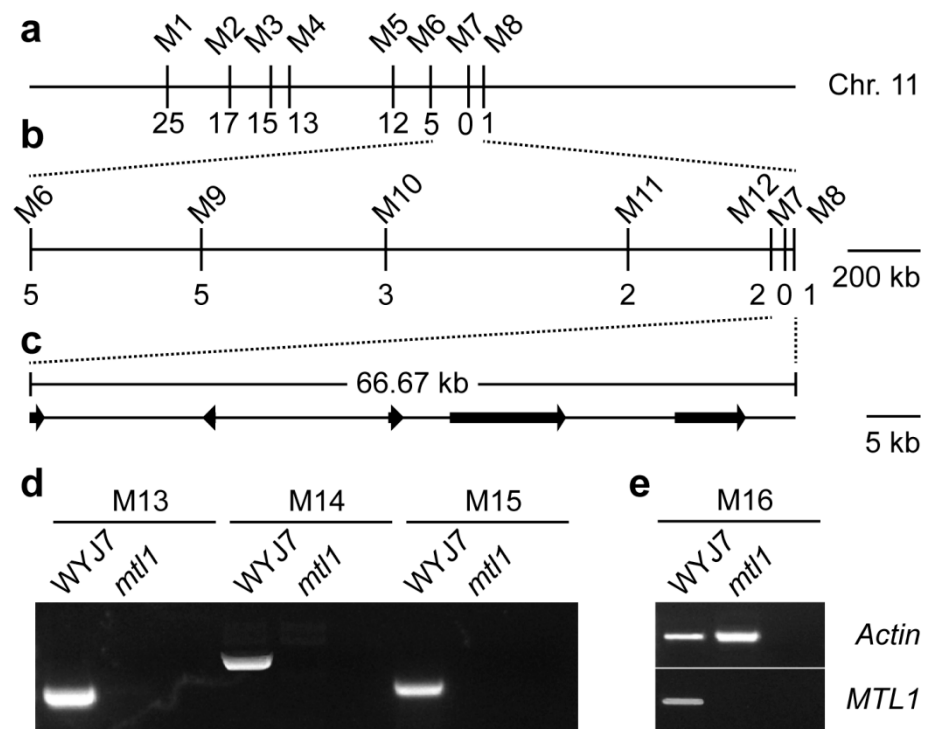 a
M1 M2 M3 M4 M5 M6 M7 M8
Chr. 11
25 17 15 13 12 5 0 1
b
M6 M9 M10 M11 M12 M7 M8
200 kb
5 5 3 2 2 0 1
c
66.67 kb
5 kb
d
M13 M14 M15
WYJ7 mtl1 WYJ7 mtl1 WYJ7 mtl1
e
M16
WYJ7 mtl1
Actin
MTL1